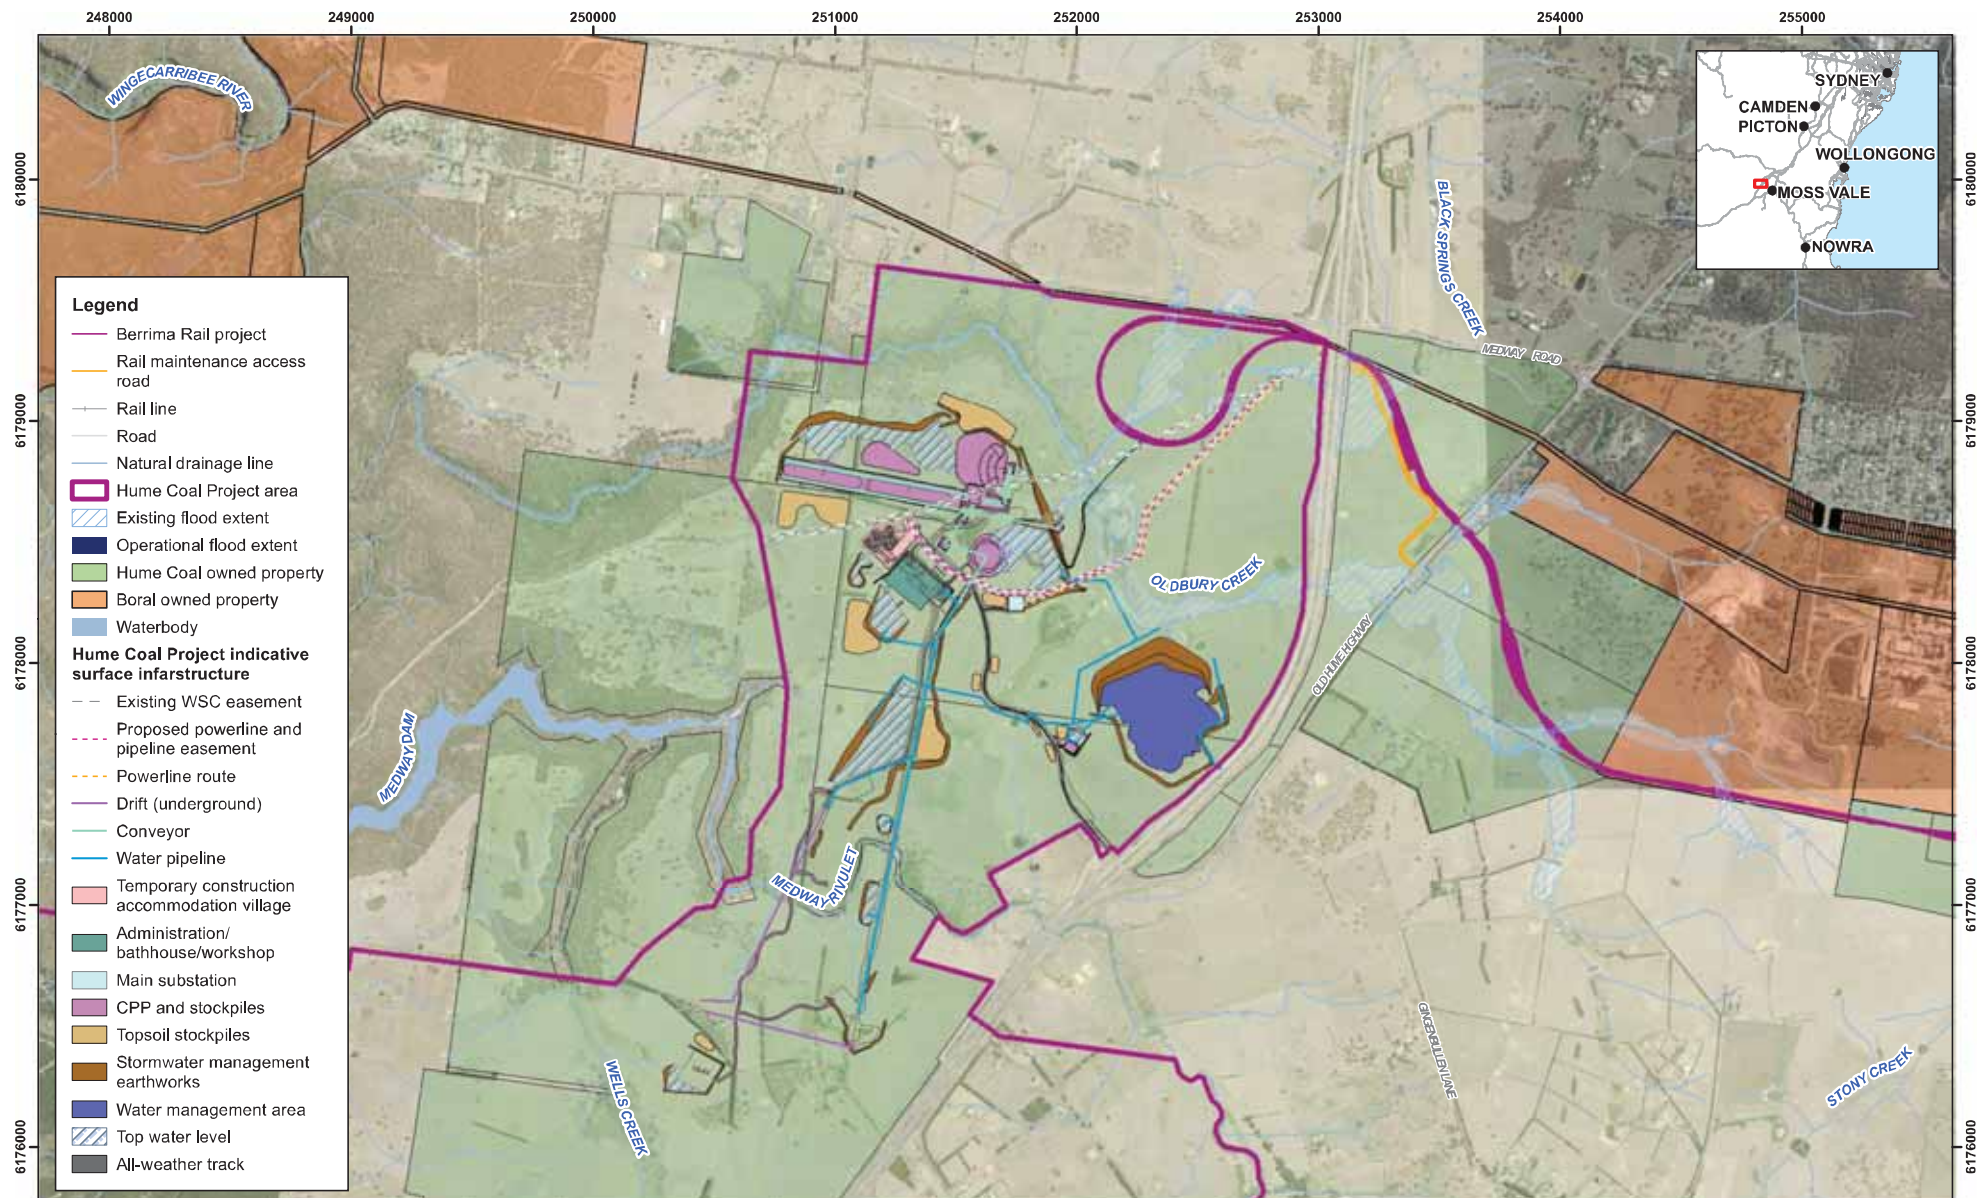 248000
249000
250000
251000
252000
253000
254000
255000
6180000
6179000
6178000
6177000
6176000
6180000
6179000
6178000
6177000
6176000
WINGECARRIBEE RIVER
BLACK SPRINGS CREEK
MEDWAY ROAD
OLDBURY CREEK
OLD HUME HIGHWAY
MEDWAY DAM
MEDWAY RIVULET
WELLS CREEK
GINGENBULLEN LANE
STONY CREEK
SYDNEY
CAMDEN
PICTON
WOLLONGONG
MOSS VALE
NOWRA
Legend
Berrima Rail project
Rail maintenance access
road
Rail line
Road
Natural drainage line
Hume Coal Project area
Existing flood extent
Operational flood extent
Hume Coal owned property
Boral owned property
Waterbody
Hume Coal Project indicative
surface infarstructure
Existing WSC easement
Proposed powerline and
pipeline easement
Powerline route
Drift (underground)
Conveyor
Water pipeline
Temporary construction
accommodation village
Administration/
bathhouse/workshop
Main substation
CPP and stockpiles
Topsoil stockpiles
Stormwater management
earthworks
Water management area
Top water level
All-weather track